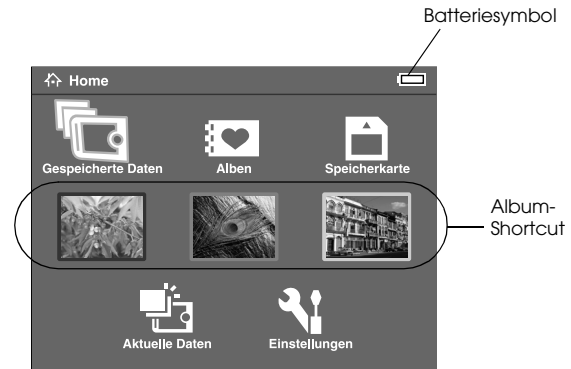 Batteriesymbol
Home
Gespeicherte Daten
Alben
Speicherkarte
Album-
Shortcut
Aktuelle Daten
Einstellungen